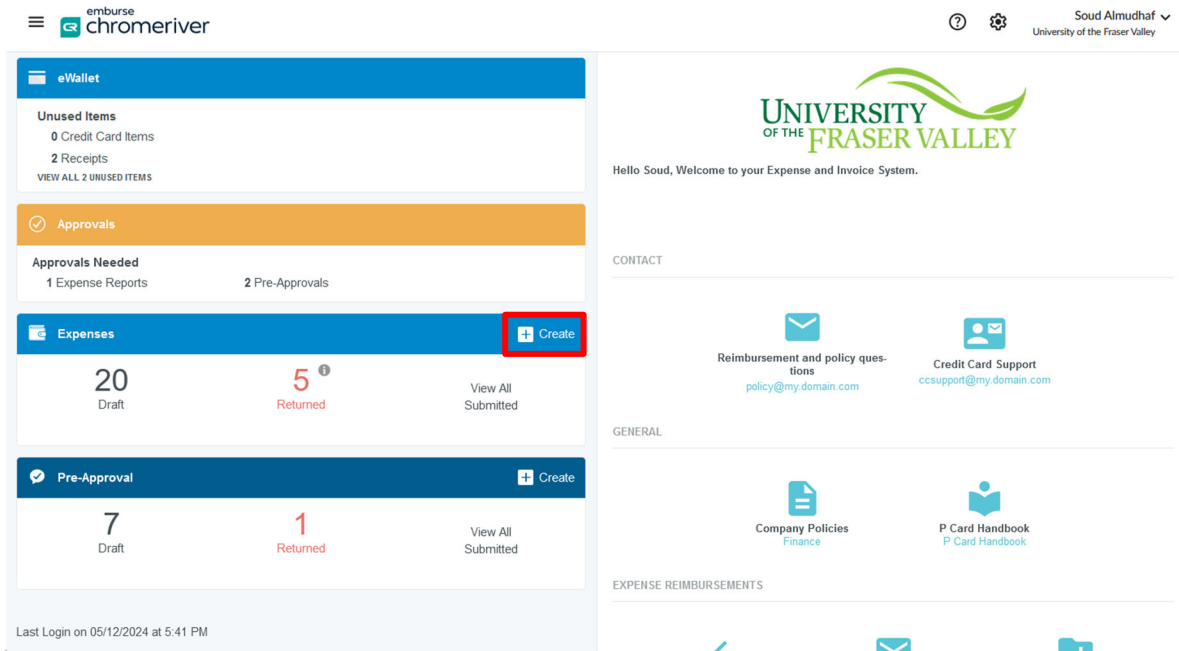 emburse
chromeriver
Soud Almudhaf
University of the Fraser Valley
eWallet
Unused Items
0 Credit Card Items
2 Receipts
VIEW ALL 2 UNUSED ITEMS
Approvals
Approvals Needed
1 Expense Reports 2 Pre-Approvals
Expenses + Create
20 5
Draft Returned View All
Submitted
Pre-Approval + Create
7 1
Draft Returned View All
Submitted
Last Login on 05/12/2024 at 5:41 PM
UNIVERSITY
OF THE FRASER VALLEY
Hello Soud, Welcome to your Expense and Invoice System.
CONTACT
Reimbursement and policy ques-
tions
policy@my.domain.com
Credit Card Support
ccsupport@my.domain.com
GENERAL
Company Policies
Finance
P Card Handbook
P Card Handbook
EXPENSE REIMBURSEMENTS